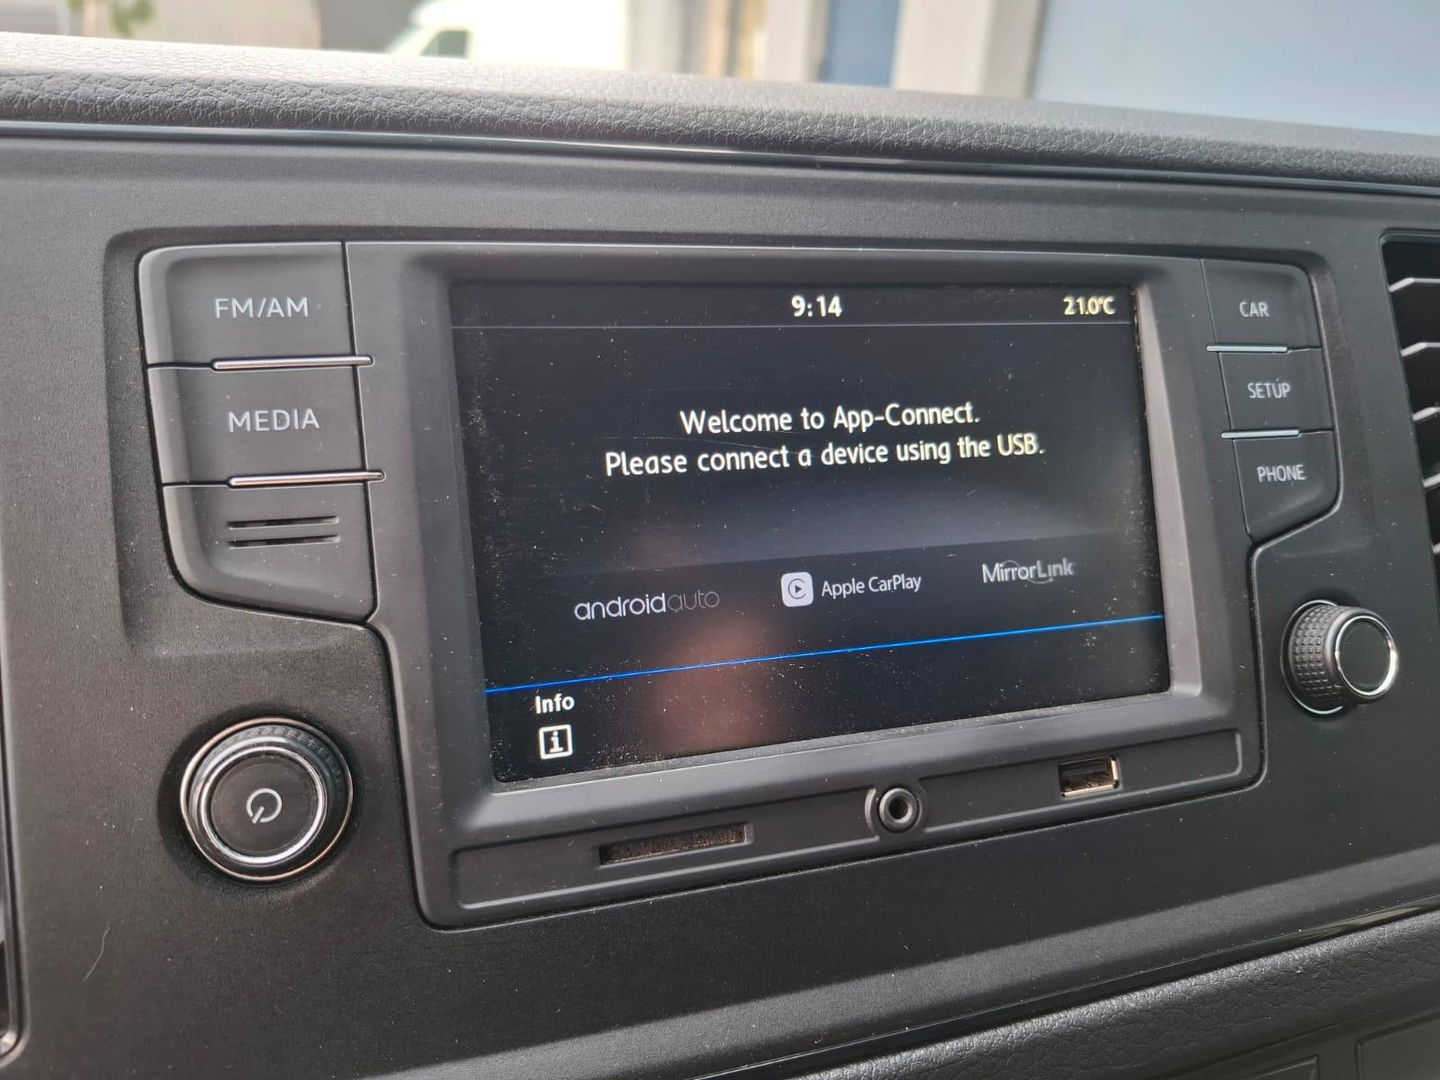 FM/AM
MEDIA
9:14
21.0°C
Welcome to App-Connect.
Please connect a device using the USB.
androidauto
Apple CarPlay
MirrorLink
Info
i
CAR
SETUP
PHONE